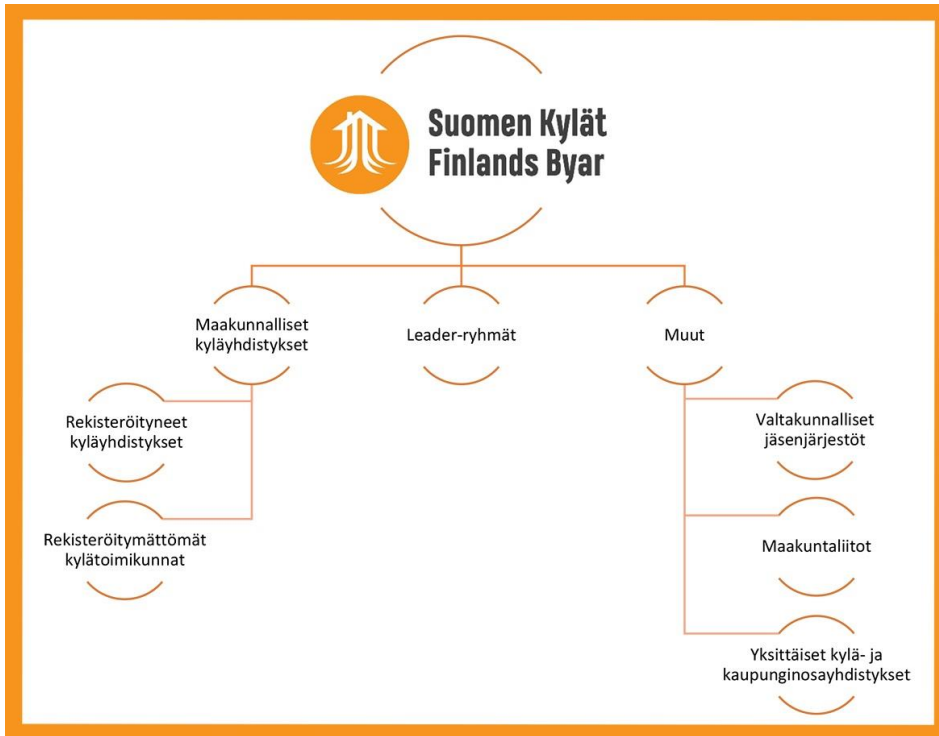 Suomen Kylät
Finlands Byar
Maakunnalliset
kyläyhdistykset
Leader-ryhmät
Muut
Rekisteröityneet
kyläyhdistykset
Rekisteröitymättömät
kylätoimikunnat
Valtakunnalliset
jäsenjärjestöt
Maakuntaliitot
Yksittäiset kylä- ja
kaupunginosayhdistykset